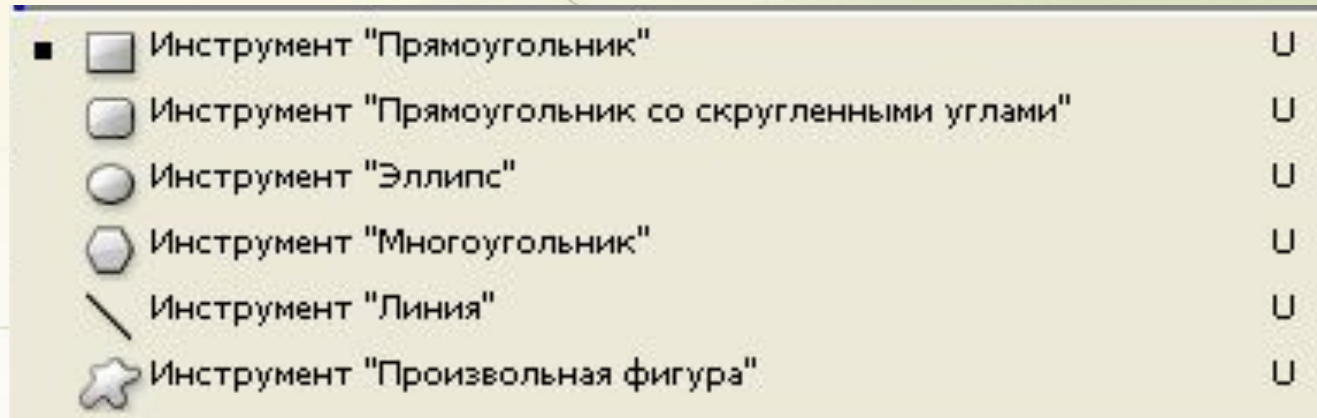 Инструмент "Прямоугольник" U
Инструмент "Прямоугольник со скругленными углами" U
Инструмент "Эллипс" U
Инструмент "Многоугольник" U
Инструмент "Линия" U
Инструмент "Произвольная фигура" U